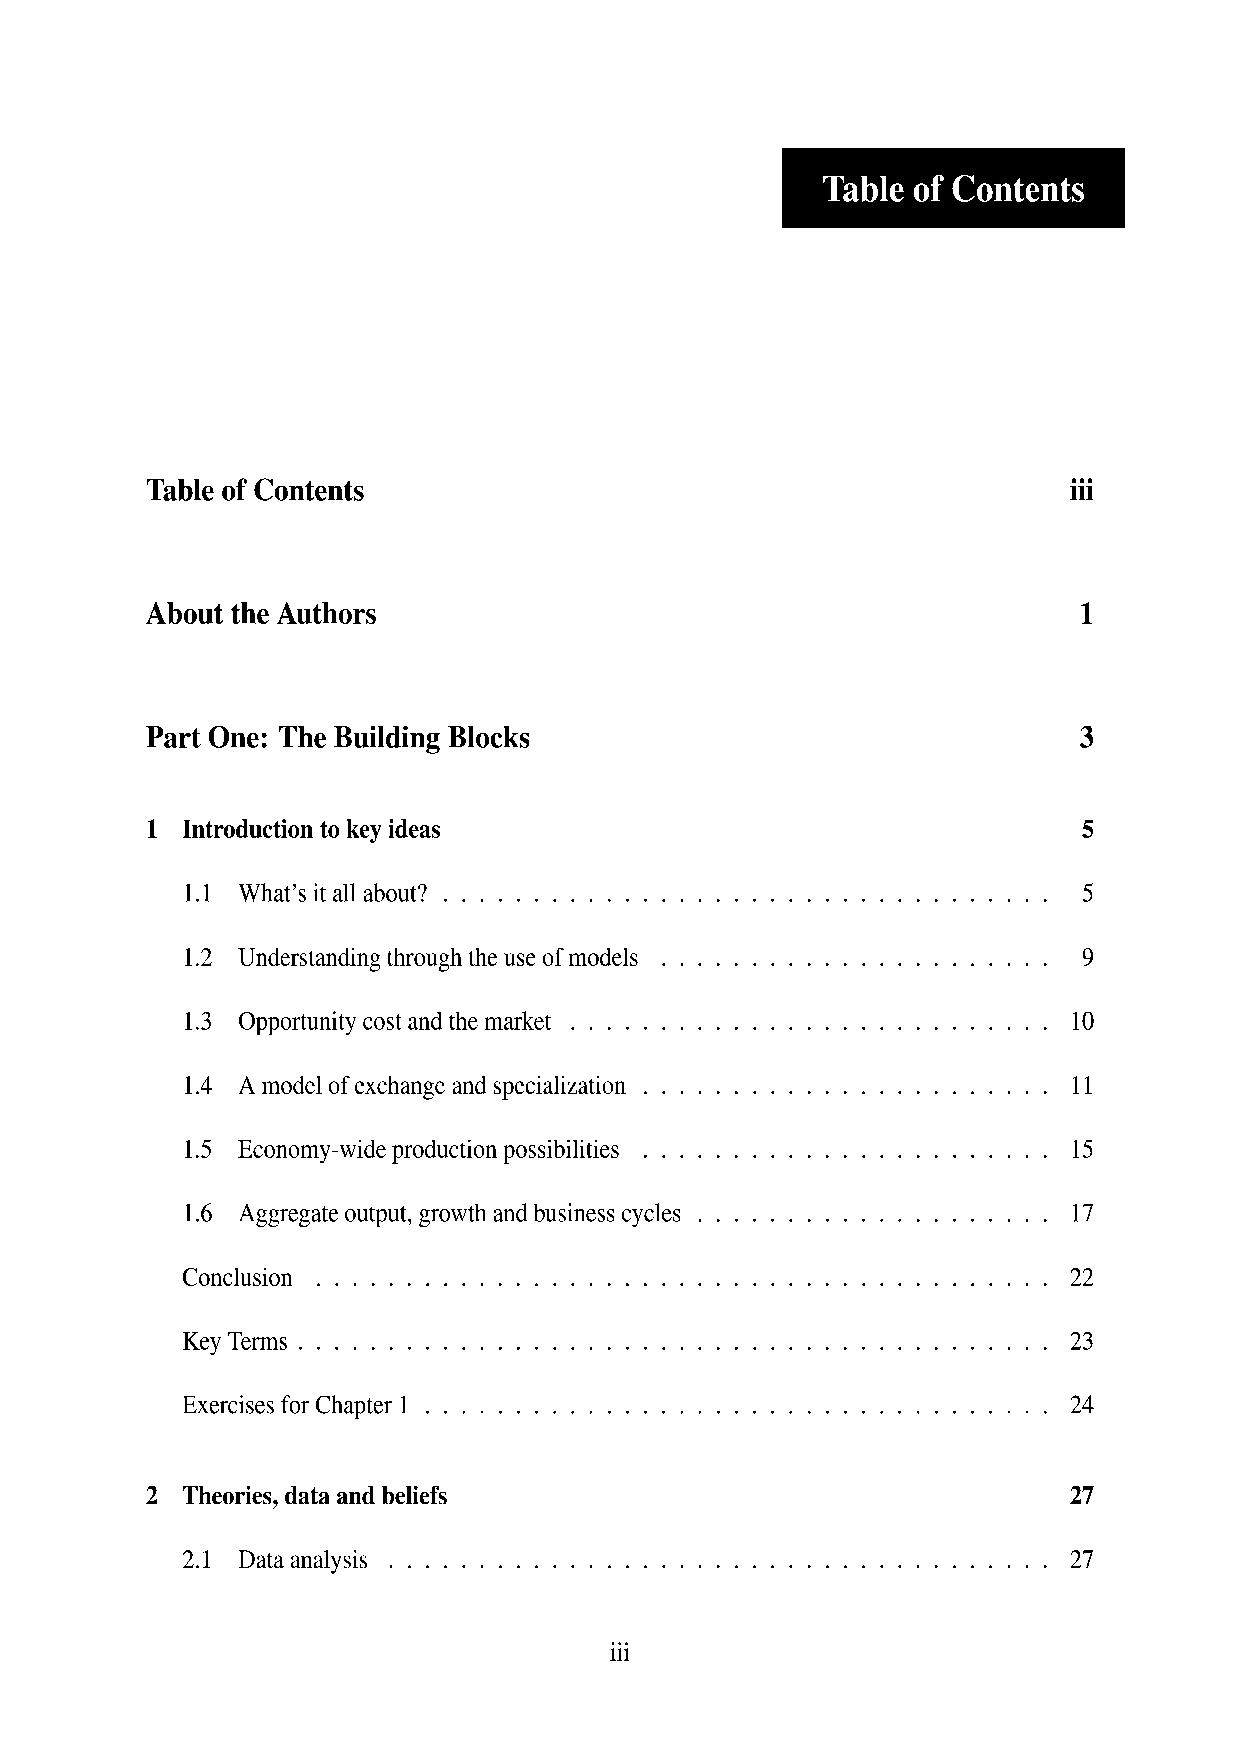 Table of Contents
Table of Contents iii
About the Authors 1
Part One: The Building Blocks 3
1 Introduction to key ideas 5
1.1 What's it all about? . . . . . . . . . . . . . . . . . . . . . . . . . . . . . . . . . . 5
1.2 Understanding through the use of models . . . . . . . . . . . . . . . . . . . . . . 9
1.3 Opportunity cost and the market . . . . . . . . . . . . . . . . . . . . . . . . . . . 10
1.4 A model of exchange and specialization . . . . . . . . . . . . . . . . . . . . . . . 11
1.5 Economy-wide production possibilities . . . . . . . . . . . . . . . . . . . . . . . 15
1.6 Aggregate output, growth and business cycles . . . . . . . . . . . . . . . . . . . . 17
Conclusion . . . . . . . . . . . . . . . . . . . . . . . . . . . . . . . . . . . . . . . . . 22
Key Terms . . . . . . . . . . . . . . . . . . . . . . . . . . . . . . . . . . . . . . . . . . 23
Exercises for Chapter 1 . . . . . . . . . . . . . . . . . . . . . . . . . . . . . . . . . . . 24
2 Theories, data and beliefs 27
2.1 Data analysis . . . . . . . . . . . . . . . . . . . . . . . . . . . . . . . . . . . . . 27
iii